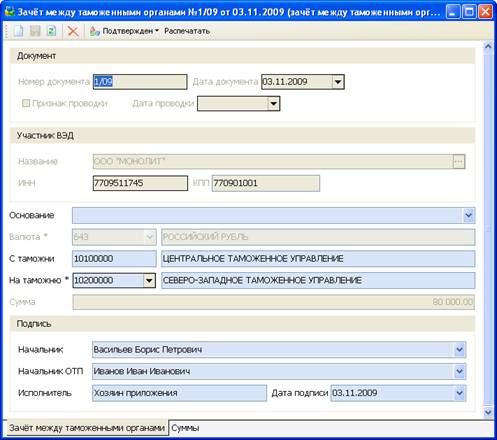 Зачёт между таможенными органами №1/09 от 03.11.2009 (зачёт между таможенными орг...
Подтвержден Распечатать
Документ
Номер документа 1/09 Дата документа 03.11.2009
Признак проводки Дата проводки
Участник ВЭД
Название ООО "МОНОЛИТ" ...
ИНН 7709511745 КПП 770901001
Основание
Валюта * 643 РОССИЙСКИЙ РУБЛЬ
С таможни 10100000 ЦЕНТРАЛЬНОЕ ТАМОЖЕННОЕ УПРАВЛЕНИЕ
На таможню * 10200000 СЕВЕРО-ЗАПАДНОЕ ТАМОЖЕННОЕ УПРАВЛЕНИЕ
Сумма 80 000.00
Подпись
Начальник Васильев Борис Петрович
Начальник ОТП Иванов Иван Иванович
Исполнитель Хозяин приложения Дата подписи 03.11.2009
Зачёт между таможенными органами Суммы